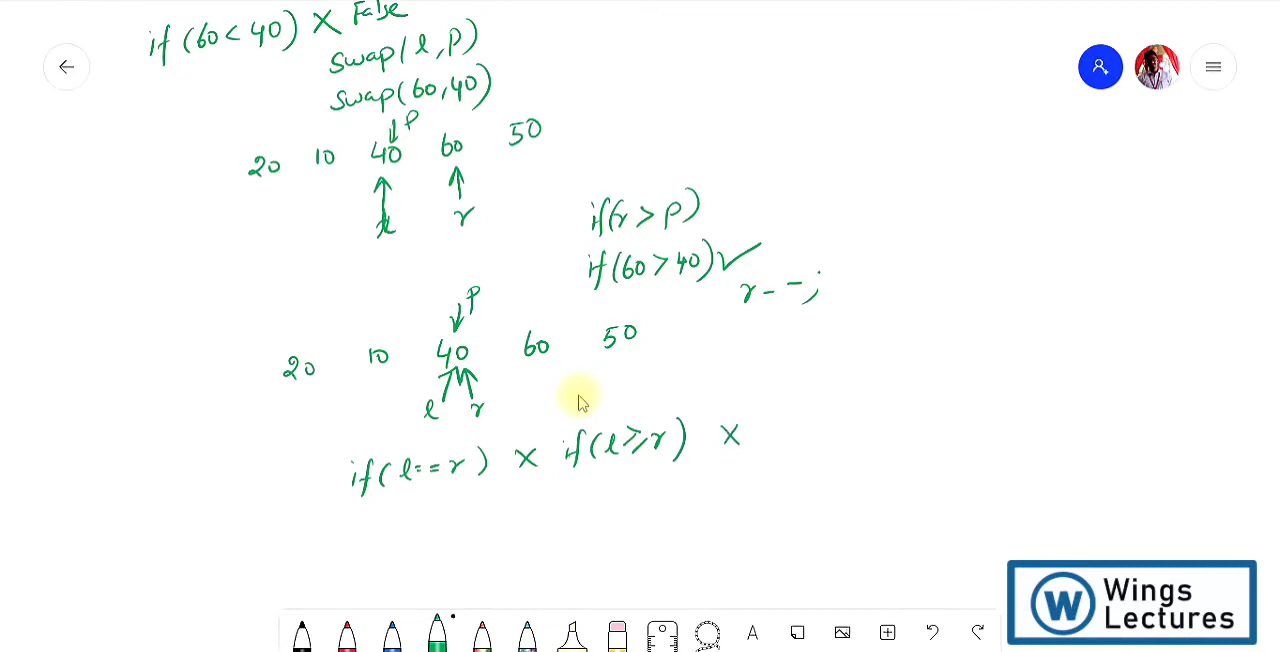 if (60 < 40) X False
Swap(l, p)
Swap(60, 40)
p
20 10 40 60 50
l r
if(r > p)
if(60 > 40) ✓
r--;
p
20 10 40 60 50
l r
if(l==r) X if(l≥r) X
A
W Wings
Lectures